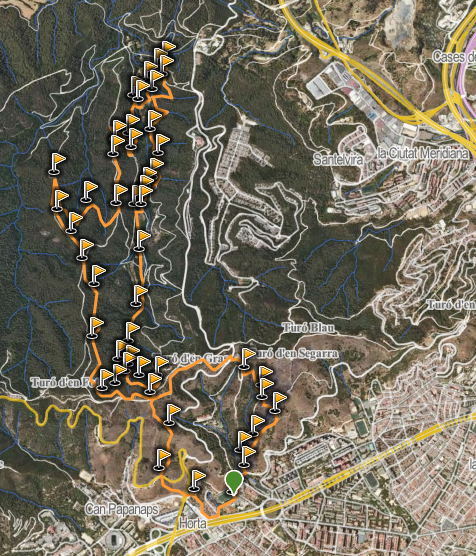 Cases de
Santelvira
la Ciutat Meridiana
Turó d'en
Turó Blau
Turó d'en Segarra
ó d'en Gra
Turó d'en F
Can Papanaps
Horta